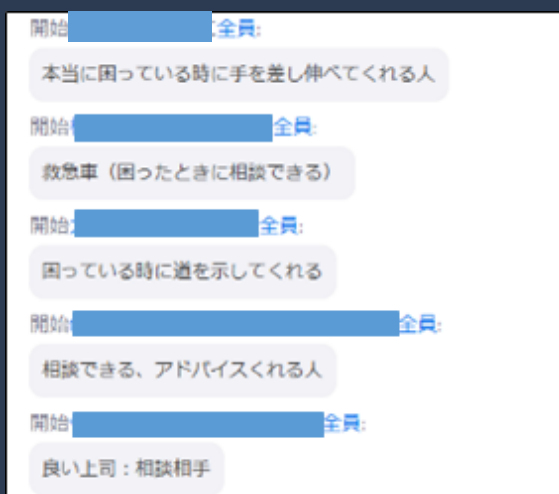 開始 に全員:
本当に困っている時に手を差し伸べてくれる人
開始 全員:
救急車（困ったときに相談できる）
開始 全員:
困っている時に道を示してくれる
開始 全員:
相談できる、アドバイスくれる人
開始 全員:
良い上司：相談相手